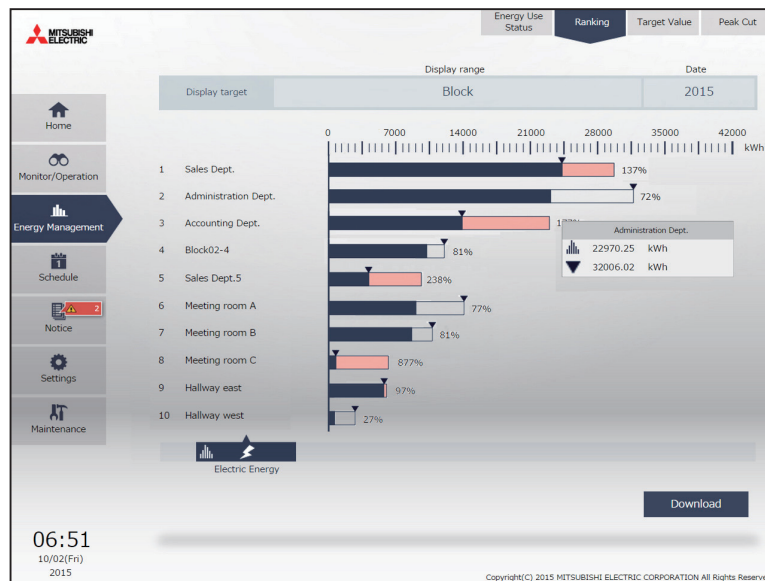 MITSUBISHI
ELECTRIC
Energy Use
Status
Ranking
Target Value
Peak Cut
Display range
Date
Display target
Block
2015
Home
Monitor/Operation
Energy Management
1
Schedule
2
Notice
Settings
Maintenance
0 7000 14000 21000 28000 35000 42000
kWh
1 Sales Dept. 137%
2 Administration Dept. 72%
3 Accounting Dept.
4 Block02-4 81%
5 Sales Dept.5 238%
6 Meeting room A 77%
7 Meeting room B 81%
8 Meeting room C 877%
9 Hallway east 97%
10 Hallway west 27%
Administration Dept.
22970.25 kWh
32006.02 kWh
Electric Energy
Download
06:51
10/02(Fri)
2015
Copyright(C) 2015 MITSUBISHI ELECTRIC CORPORATION All Rights Reserve